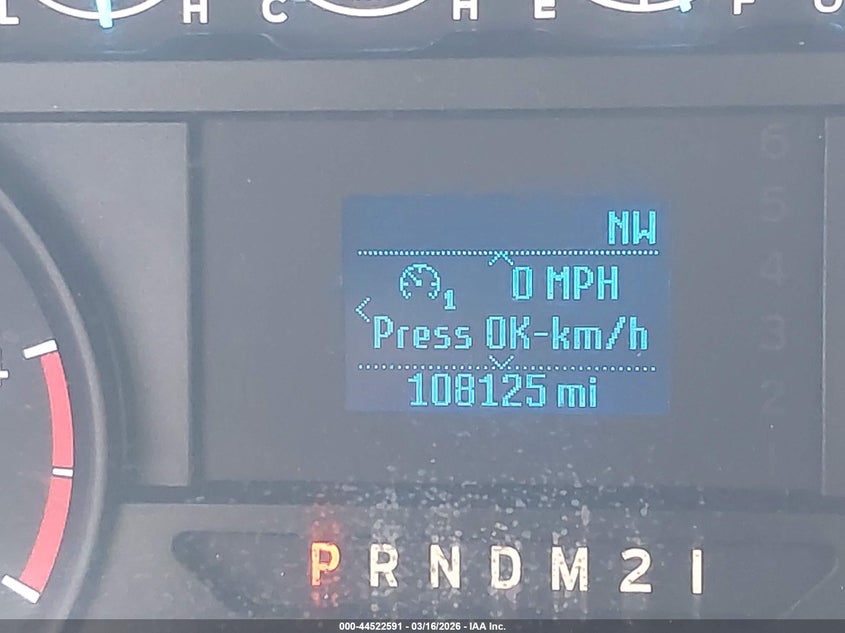 L H C H E F U
6
NW
5
4
0 MPH
1
Press OK-km/h
3
108125 mi
2
P R N D M 2 1
000-44522591 - 03/16/2026 - IAA Inc.